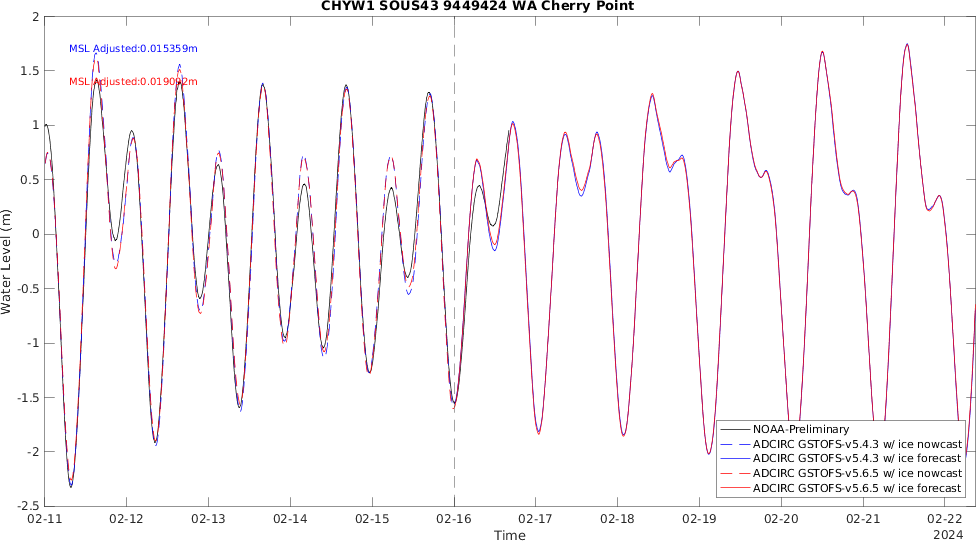 CHYW1 SOUS43 9449424 WA Cherry Point
MSL Adjusted:0.015359m
MSL Adjusted:0.0190 2m
2
1.5
1
0.5
0
-0.5
-1
-1.5
-2
-2.5
Water Level (m)
02-11 02-12 02-13 02-14 02-15 02-16 02-17 02-18 02-19 02-20 02-21 02-22
2024
Time
NOAA-Preliminary
ADCIRC GSTOFS-v5.4.3 w/ ice nowcast
ADCIRC GSTOFS-v5.4.3 w/ ice forecast
ADCIRC GSTOFS-v5.6.5 w/ ice nowcast
ADCIRC GSTOFS-v5.6.5 w/ ice forecast